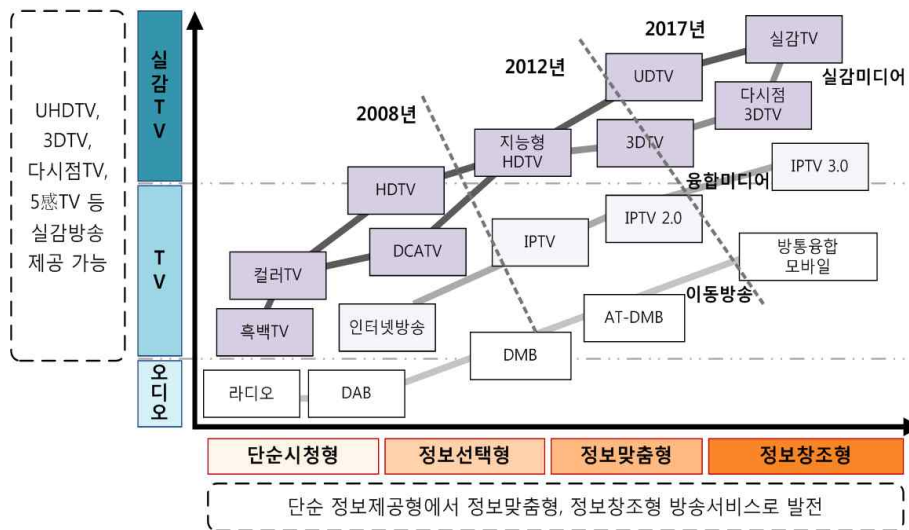 UHDTV,
3DTV,
다시점TV,
5感TV 등
실감방송
제공 가능
실감TV
TV
오디오
2008년
2012년
2017년
실감TV
실감미디어
UDTV
다시점
3DTV
지능형
HDTV
3DTV
HDTV
융합미디어
IPTV 3.0
IPTV 2.0
IPTV
DCATV
컬러TV
방통융합
모바일
이동방송
흑백TV
인터넷방송
AT-DMB
DMB
라디오
DAB
단순시청형
정보선택형
정보맞춤형
정보창조형
단순 정보제공형에서 정보맞춤형, 정보창조형 방송서비스로 발전